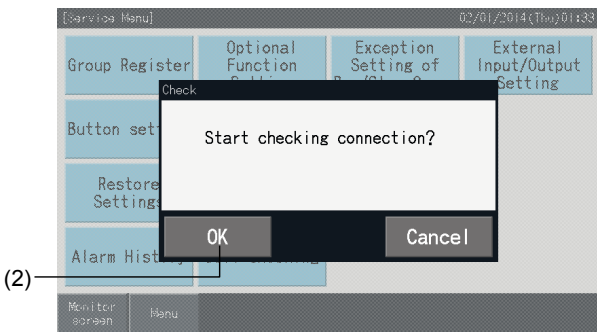 [Service Menu] 02/01/2014(Thu)01:33
Group Register
Optional
Function
Exception
Setting of
External
Input/Output
Setting
Check
Button set
Start checking connection?
Restore
Settings
OK Cancel
Alarm Hist
(2)
Monitor
screen
Menu